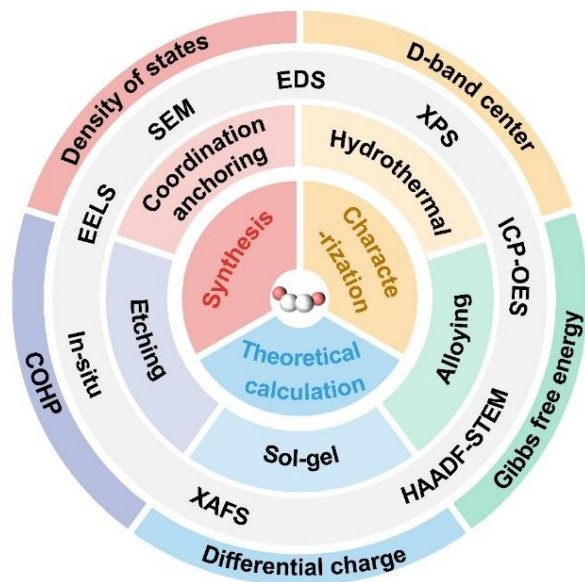 Density of states
D-band center
Gibbs free energy
Differential charge
COHP
EDS
XPS
ICP-OES
HAADF-STEM
XAFS
In-situ
EELS
SEM
Coordination
anchoring
Hydrothermal
Alloying
Sol-gel
Etching
Synthesis
Characte
-rization
Theoretical
calculation